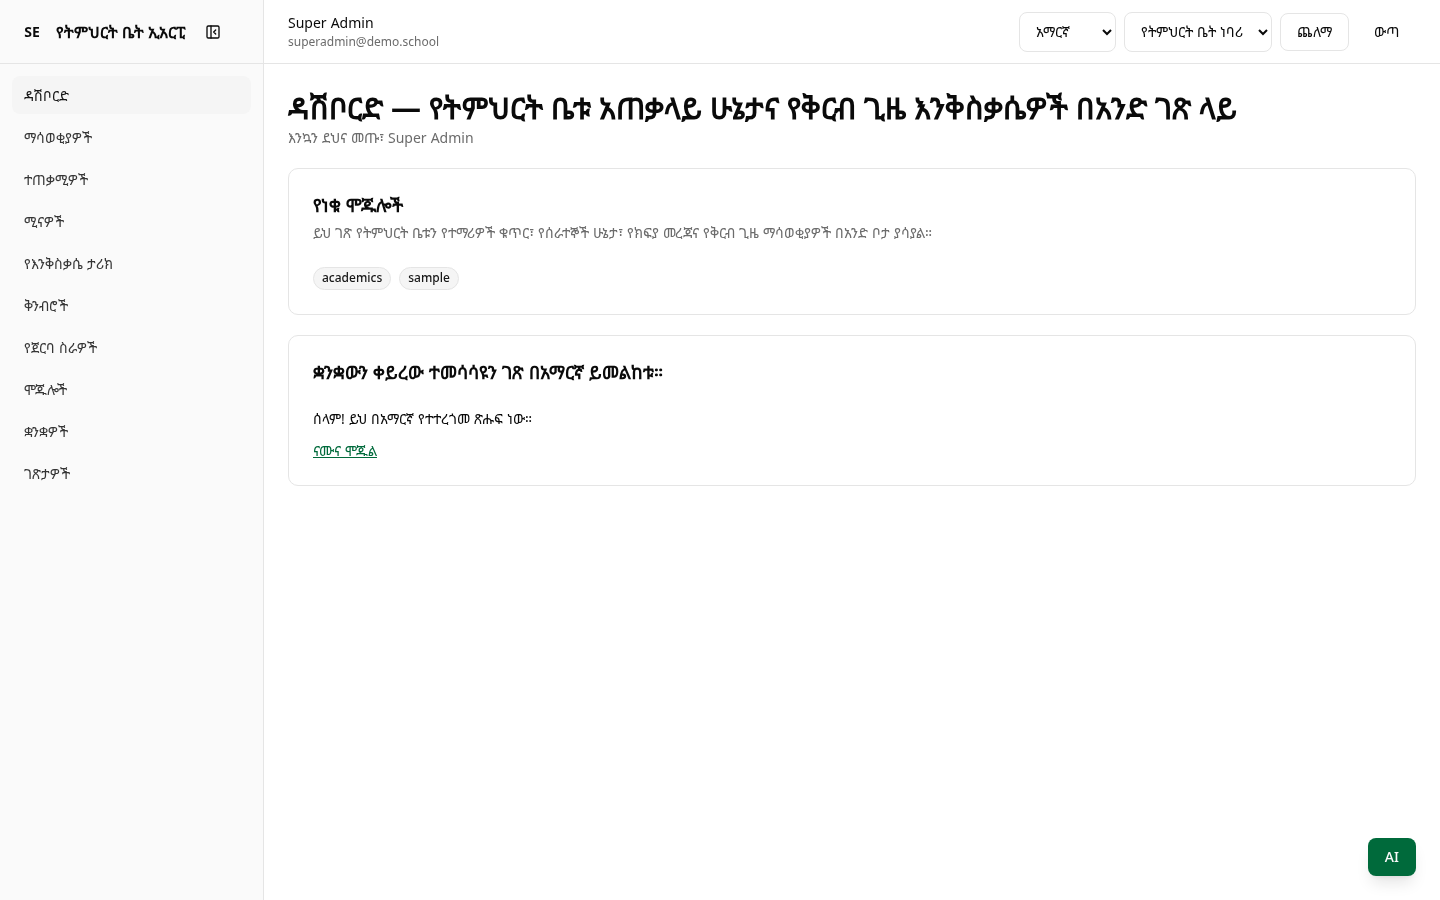 SE የትምህርት ቤት ኢአርፒ
Super Admin
superadmin@demo.school
አማርኛ
የትምህርት ቤት ነባሪ
ጨለማ
ውጣ
ዳሽቦርድ
ማሳወቂያዎች
ተጠቃሚዎች
ሚናዎች
የእንቅስቃሴ ታሪክ
ቅንብሮች
የጀርባ ስራዎች
ሞጁሎች
ቋንቋዎች
ገጽታዎች
ዳሽቦርድ — የትምህርት ቤቱ አጠቃላይ ሁኔታና የቅርብ ጊዜ እንቅስቃሴዎች በአንድ ገጽ ላይ
እንኳን ደህና መጡ፣ Super Admin
የነቁ ሞጁሎች
ይህ ገጽ የትምህርት ቤቱን የተማሪዎች ቁጥር፣ የሰራተኞች ሁኔታ፣ የክፍያ መረጃና የቅርብ ጊዜ ማሳወቂያዎች በአንድ ቦታ ያሳያል።
academics sample
ቋንቋውን ቀይረው ተመሳሳዩን ገጽ በአማርኛ ይመልከቱ።
ሰላም! ይህ በአማርኛ የተተረጎመ ጽሑፍ ነው።
ናሙና ሞጁል
AI